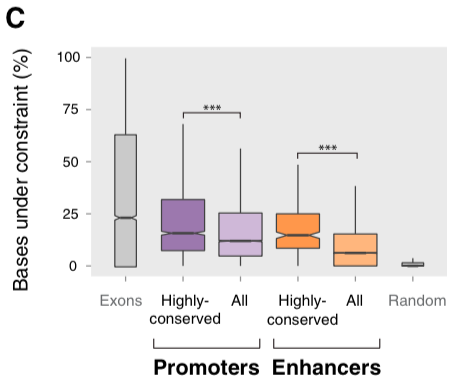 C
Bases under constraint (%)
100
75
50
25
0
***
***
Exons
Highly-
conserved
All
Highly-
conserved
All
Random
Promoters
Enhancers